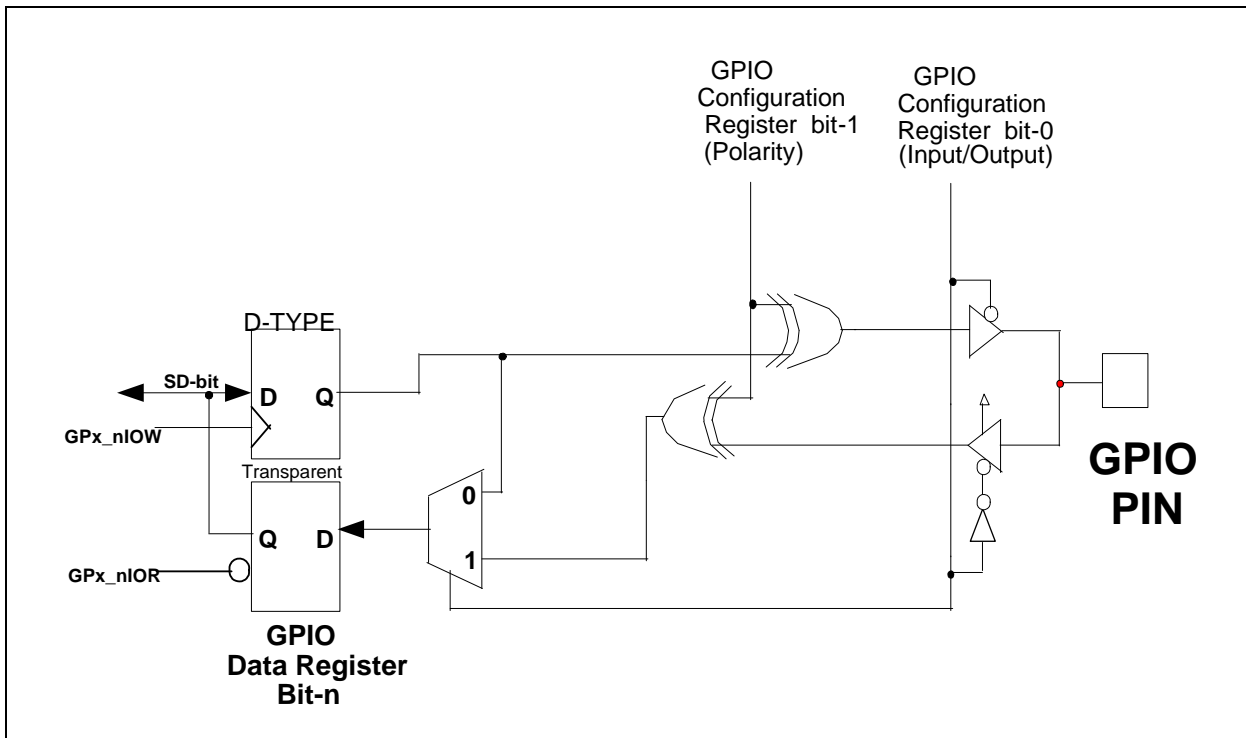 GPIO
Configuration
Register bit-1
(Polarity)
GPIO
Configuration
Register bit-0
(Input/Output)
D-TYPE
SD-bit
D
Q
GPx_nIOW
Transparent
0
Q
D
1
GPx_nIOR
GPIO
PIN
GPIO
Data Register
Bit-n